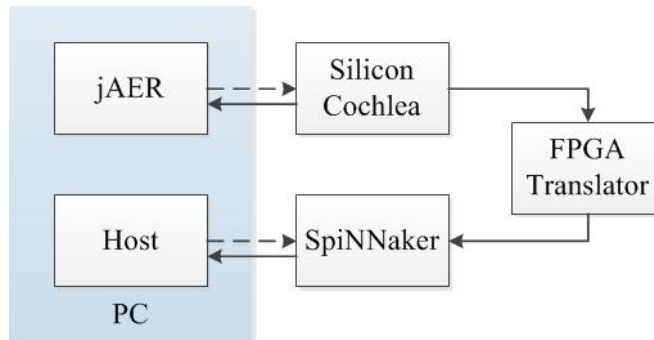 jAER
Silicon
Cochlea
FPGA
Translator
Host
SpiNNaker
PC